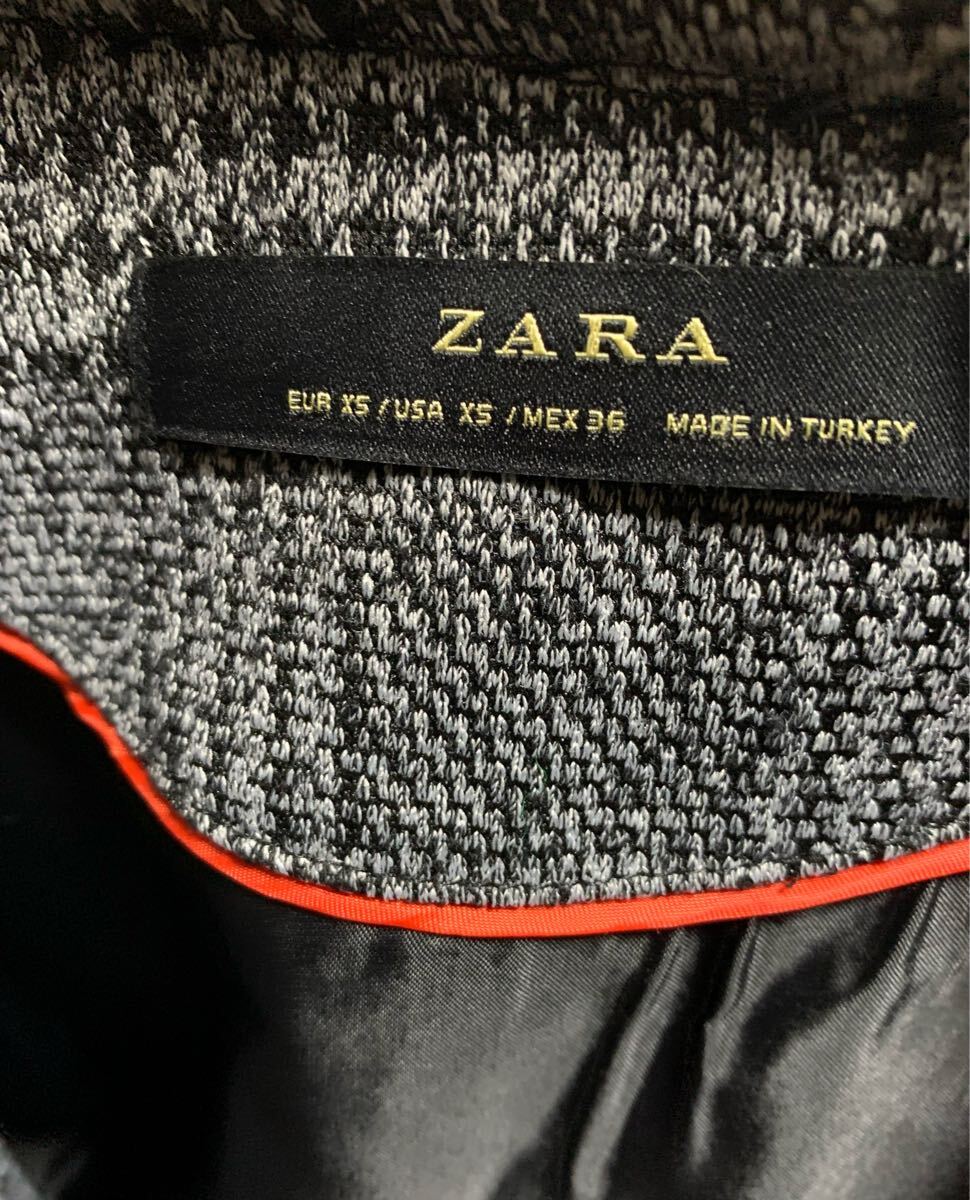 ZARA
EUR XS / USA XS / MEX 36 MADE IN TURKEY